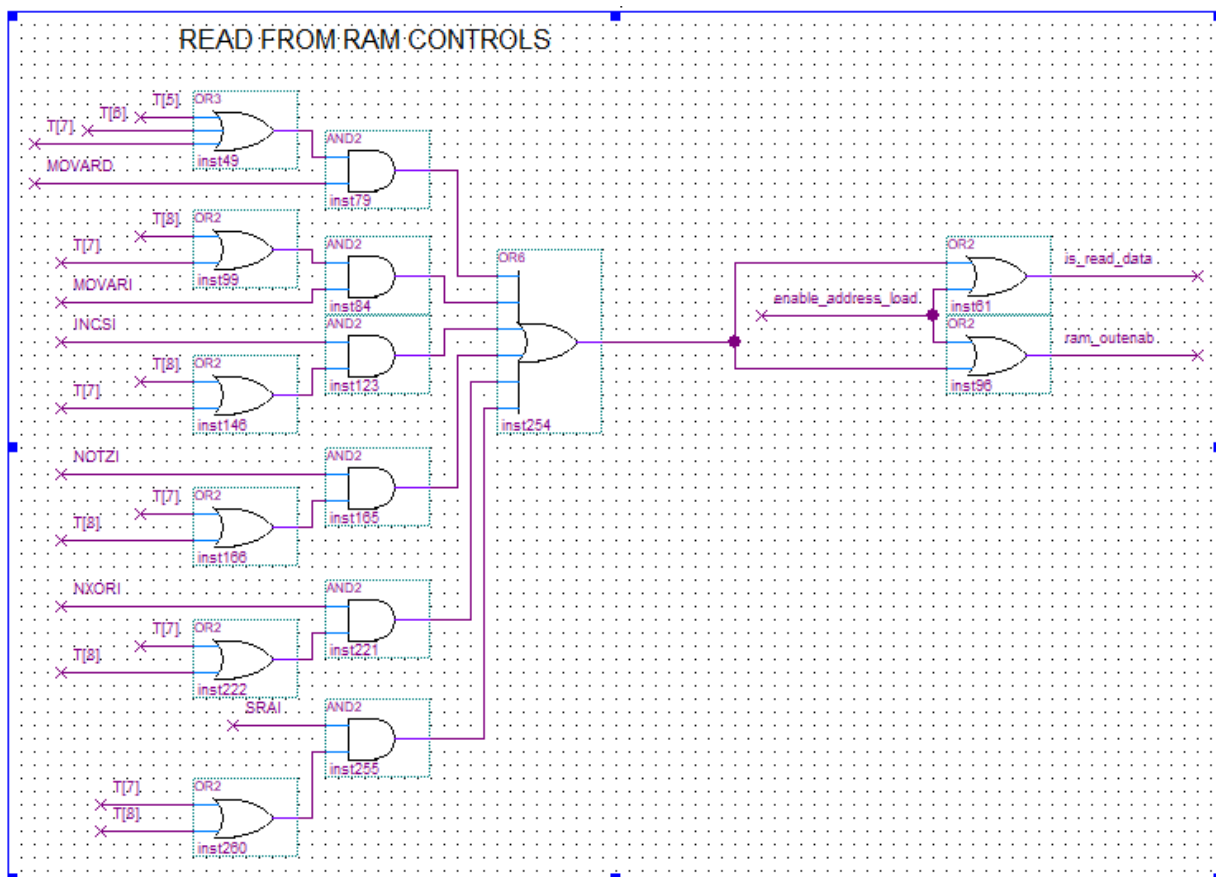 READ FROM RAM CONTROLS
T[5].
OR3
T[6].
T[7].
inst49
AND2
MOVARD
inst79
T[8].
OR2
T[7].
inst99
AND2
MOVARI
inst84
OR6
INCSI
AND2
T[8].
OR2
inst123
T[7].
inst146
inst254
OR2
is_read_data
enable_address_load.
inst61
OR2
ram_outenab
inst96
NOTZI
AND2
T[7].
OR2
inst165
T[8].
inst166
NXORI
AND2
T[7].
OR2
inst221
T[8].
inst222
SRAI
AND2
inst255
T[7].
OR2
T[8].
inst260